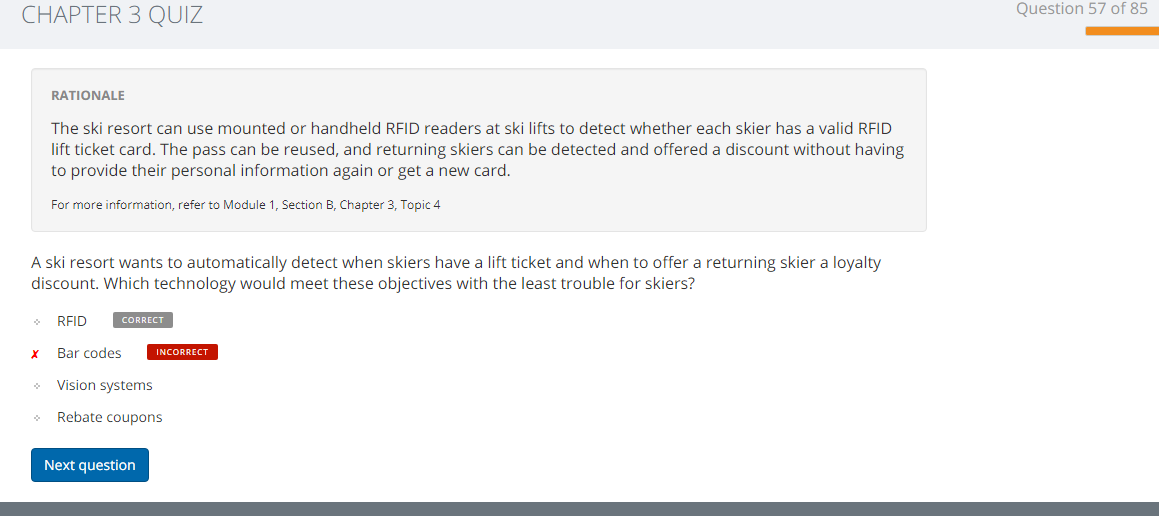 CHAPTER 3 QUIZ
Question 57 of 85
RATIONALE
The ski resort can use mounted or handheld RFID readers at ski lifts to detect whether each skier has a valid RFID
lift ticket card. The pass can be reused, and returning skiers can be detected and offered a discount without having
to provide their personal information again or get a new card.
For more information, refer to Module 1, Section B, Chapter 3, Topic 4
A ski resort wants to automatically detect when skiers have a lift ticket and when to offer a returning skier a loyalty
discount. Which technology would meet these objectives with the least trouble for skiers?
RFID CORRECT
✗ Bar codes INCORRECT
Vision systems
Rebate coupons
Next question